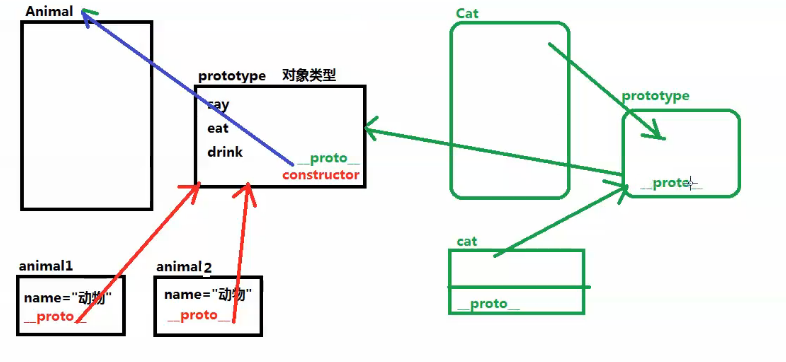 Animal
Cat
prototype 对象类型
say
eat
drink
__proto__
constructor
prototype
__proto__
animal1
name="动物"
__proto__
animal2
name="动物"
__proto__
cat
__proto__